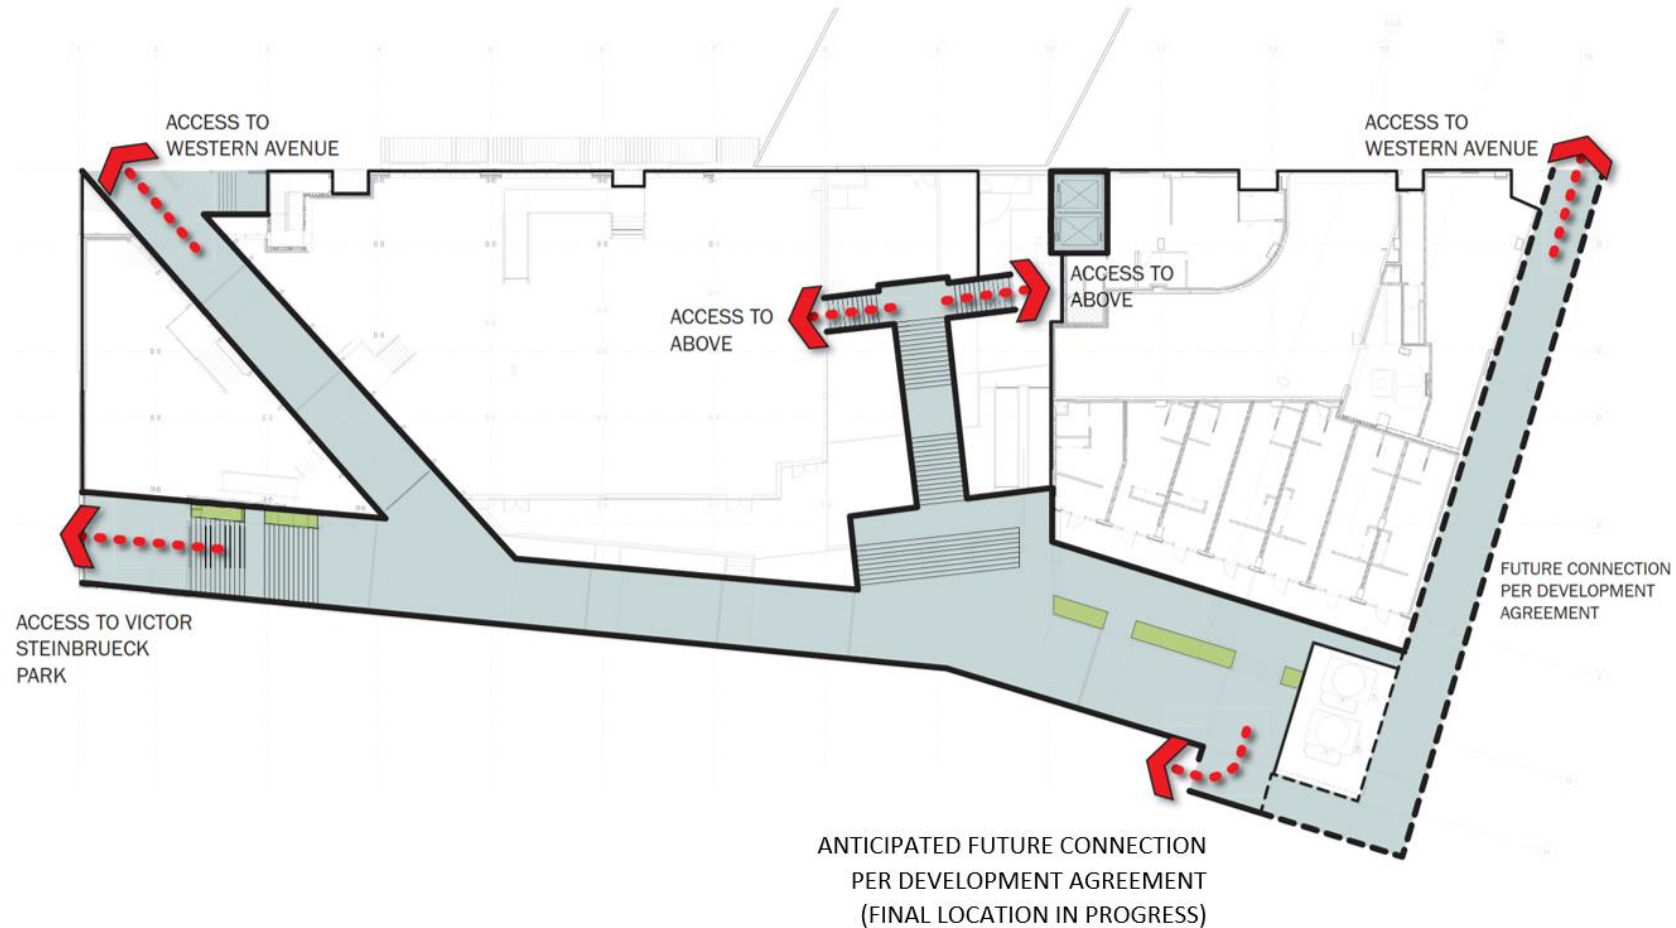 ACCESS TO
WESTERN AVENUE
ACCESS TO
WESTERN AVENUE
ACCESS TO
ABOVE
ACCESS TO
ABOVE
FUTURE CONNECTION
PER DEVELOPMENT
AGREEMENT
ACCESS TO VICTOR
STEINBRUECK
PARK
ANTICIPATED FUTURE CONNECTION
PER DEVELOPMENT AGREEMENT
(FINAL LOCATION IN PROGRESS)